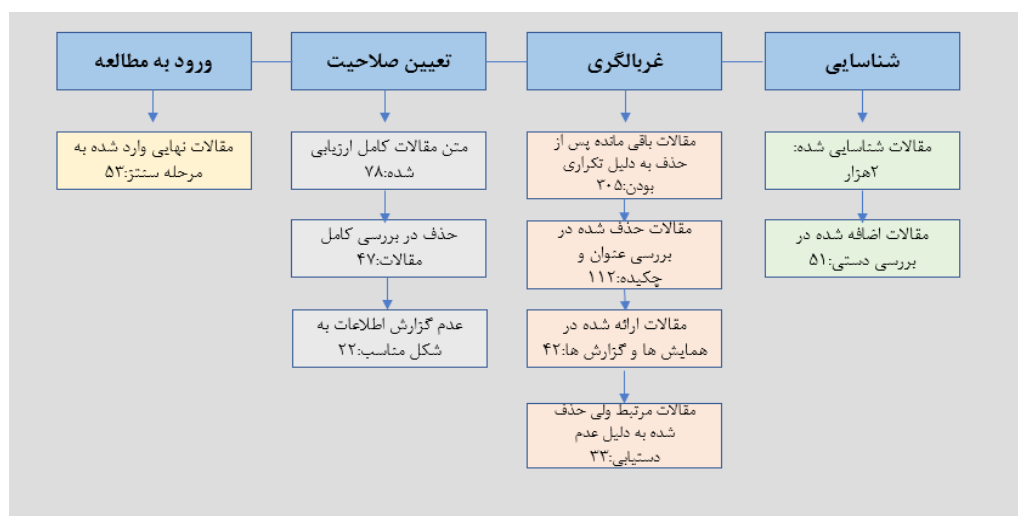 شناسایی
غربالگری
تعیین صلاحیت
ورود به مطالعه
مقالات شناسایی شده:
۲هزار
مقالات اضافه شده در
بررسی دستی:۵۱
مقالات باقی مانده پس از
حذف به دلیل تکراری
بودن:۳۰۵
مقالات حذف شده در
بررسی عنوان و
چکیده:۱۱۲
مقالات ارائه شده در
همایش ها و گزارش ها:۴۲
مقالات مرتبط ولی حذف
شده به دلیل عدم
دستیابی:۳۳
متن مقالات کامل ارزیابی
شده:۷۸
حذف در بررسی کامل
مقالات:۴۷
عدم گزارش اطلاعات به
شکل مناسب:۲۲
مقالات نهایی وارد شده به
مرحله سنتز:۵۳